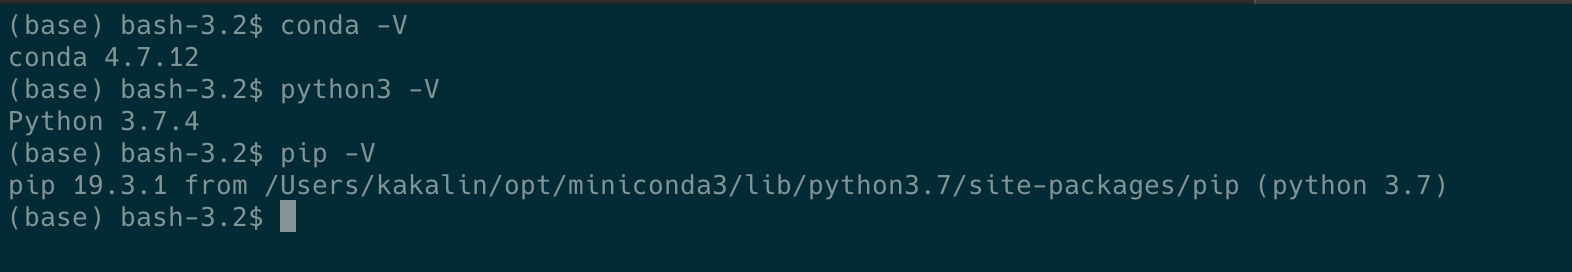 (base) bash-3.2$ conda -V
conda 4.7.12
(base) bash-3.2$ python3 -V
Python 3.7.4
(base) bash-3.2$ pip -V
pip 19.3.1 from /Users/kakalin/opt/miniconda3/lib/python3.7/site-packages/pip (python 3.7)
(base) bash-3.2$